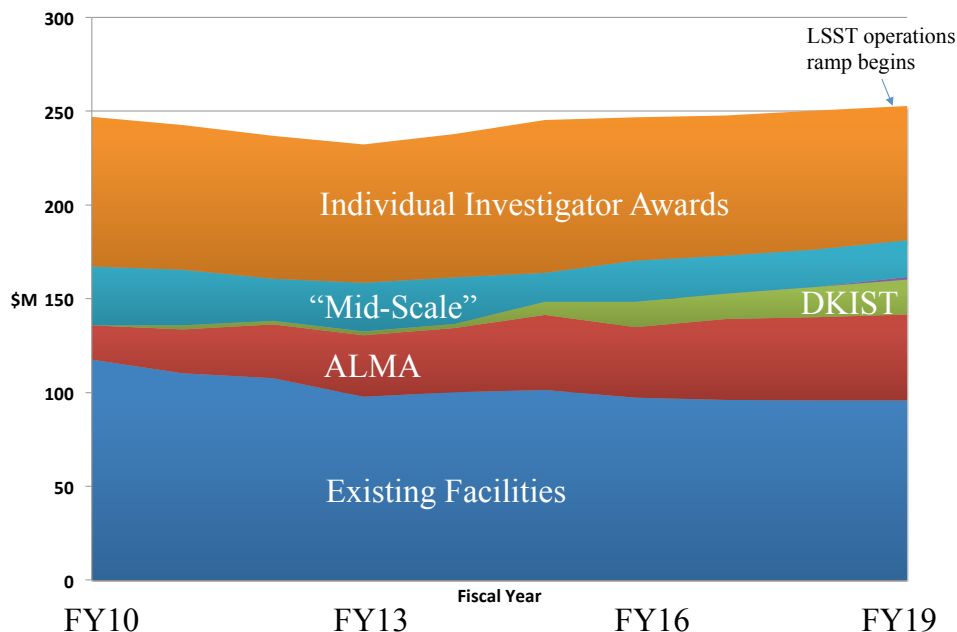 300
LSST operations
ramp begins
250
200
Individual Investigator Awards
$M
150
“Mid-Scale”
DKIST
ALMA
100
Existing Facilities
50
0
Fiscal Year
FY10
FY13
FY16
FY19